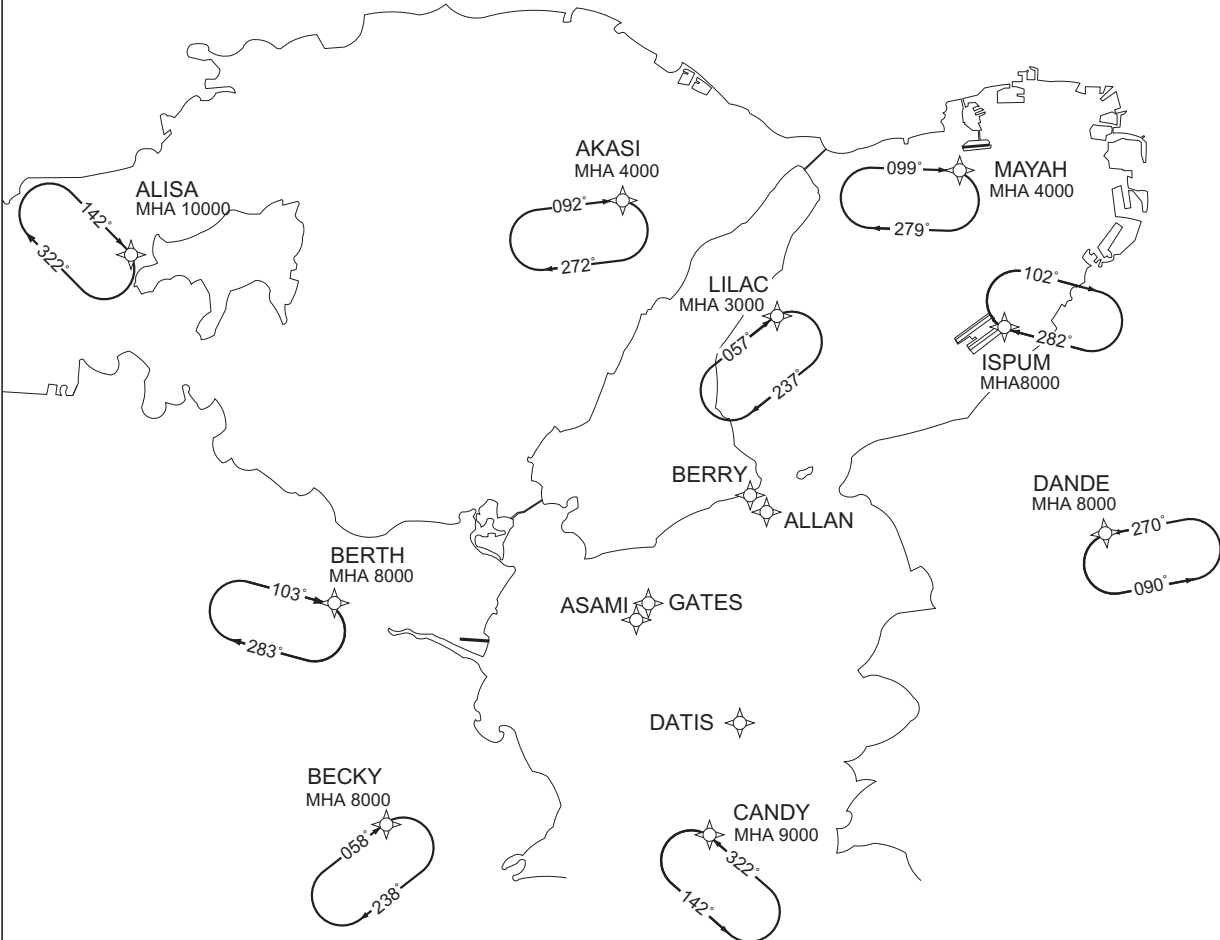 AKASI
MHA 4000
092°
272°
MAYAH
MHA 4000
099°
279°
ALISA
MHA 10000
142°
322°
LILAC
MHA 3000
057°
237°
102°
282°
ISPUM
MHA8000
BERRY
ALLAN
DANDE
MHA 8000
270°
090°
BERTH
MHA 8000
103°
283°
ASAMI
GATES
DATIS
BECKY
MHA 8000
058°
238°
CANDY
MHA 9000
322°
142°